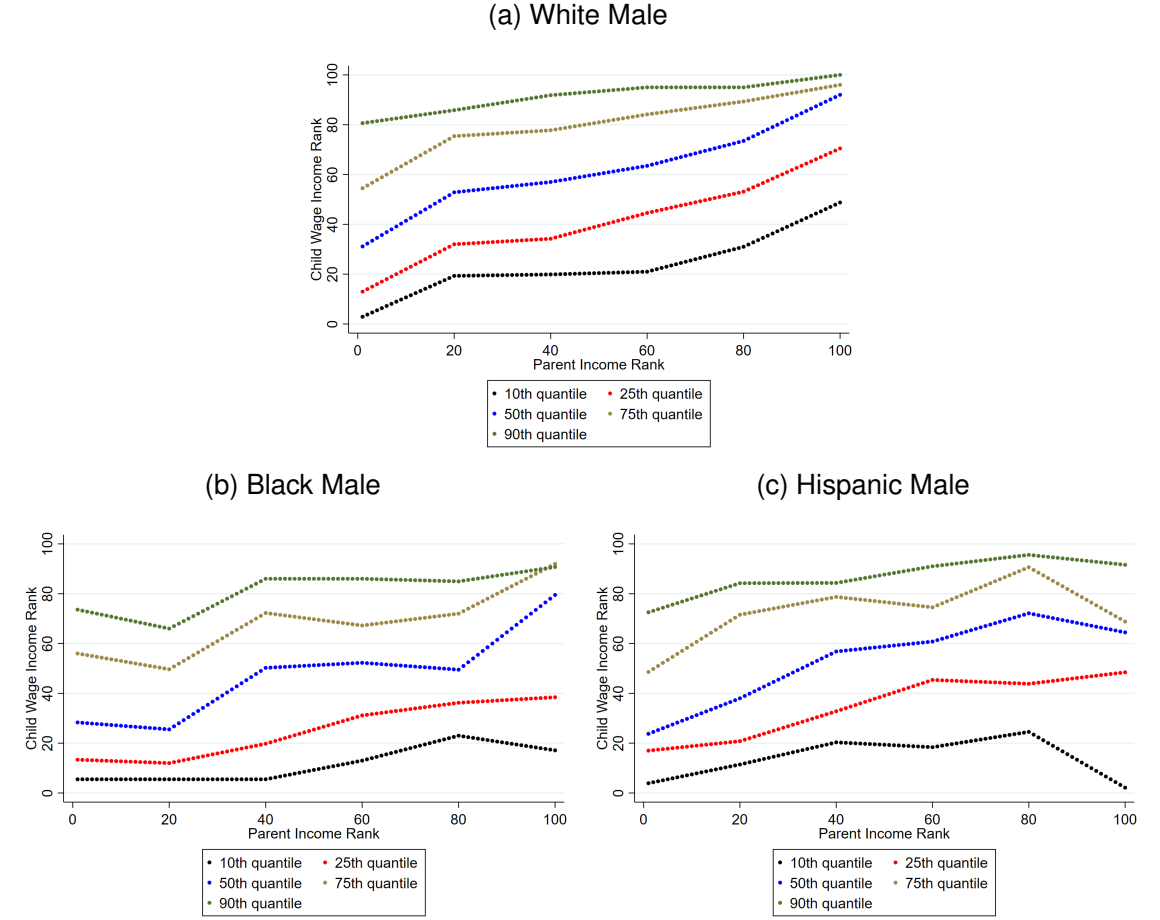 (a) White Male
Child Wage Income Rank
100
80
60
40
20
0
0 20 40 60 80 100
Parent Income Rank
10th quantile 25th quantile
50th quantile 75th quantile
90th quantile
(b) Black Male
Child Wage Income Rank
100
80
60
40
20
0
0 20 40 60 80 100
Parent Income Rank
10th quantile 25th quantile
50th quantile 75th quantile
90th quantile
(c) Hispanic Male
Child Wage Income Rank
100
80
60
40
20
0
0 20 40 60 80 100
Parent Income Rank
10th quantile 25th quantile
50th quantile 75th quantile
90th quantile